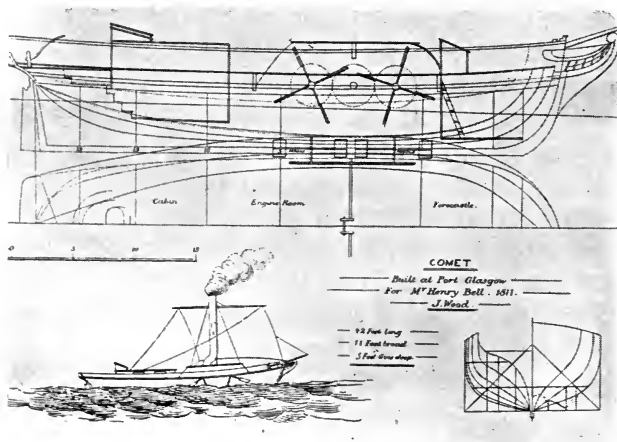 Cabin
Engine Room
Forecastle.
0 5 10 15
COMET
Built at Port Glasgow
For Mr Henry Bell. 1811.
J. Wood.
42 Feet long
11 Feet broad
5 Feet 6ins deep.